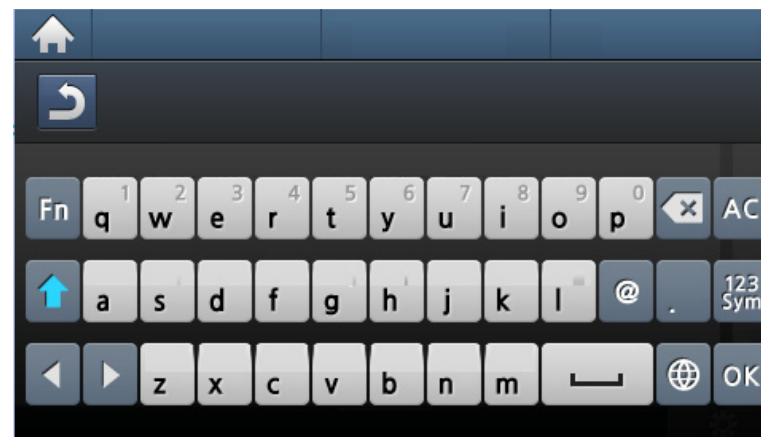 1 2 3 4 5 6 7 8 9 0
Fn q w e r t y u i o p AC
a s d f g h j k l @ . 123
Sym
z x c v b n m OK